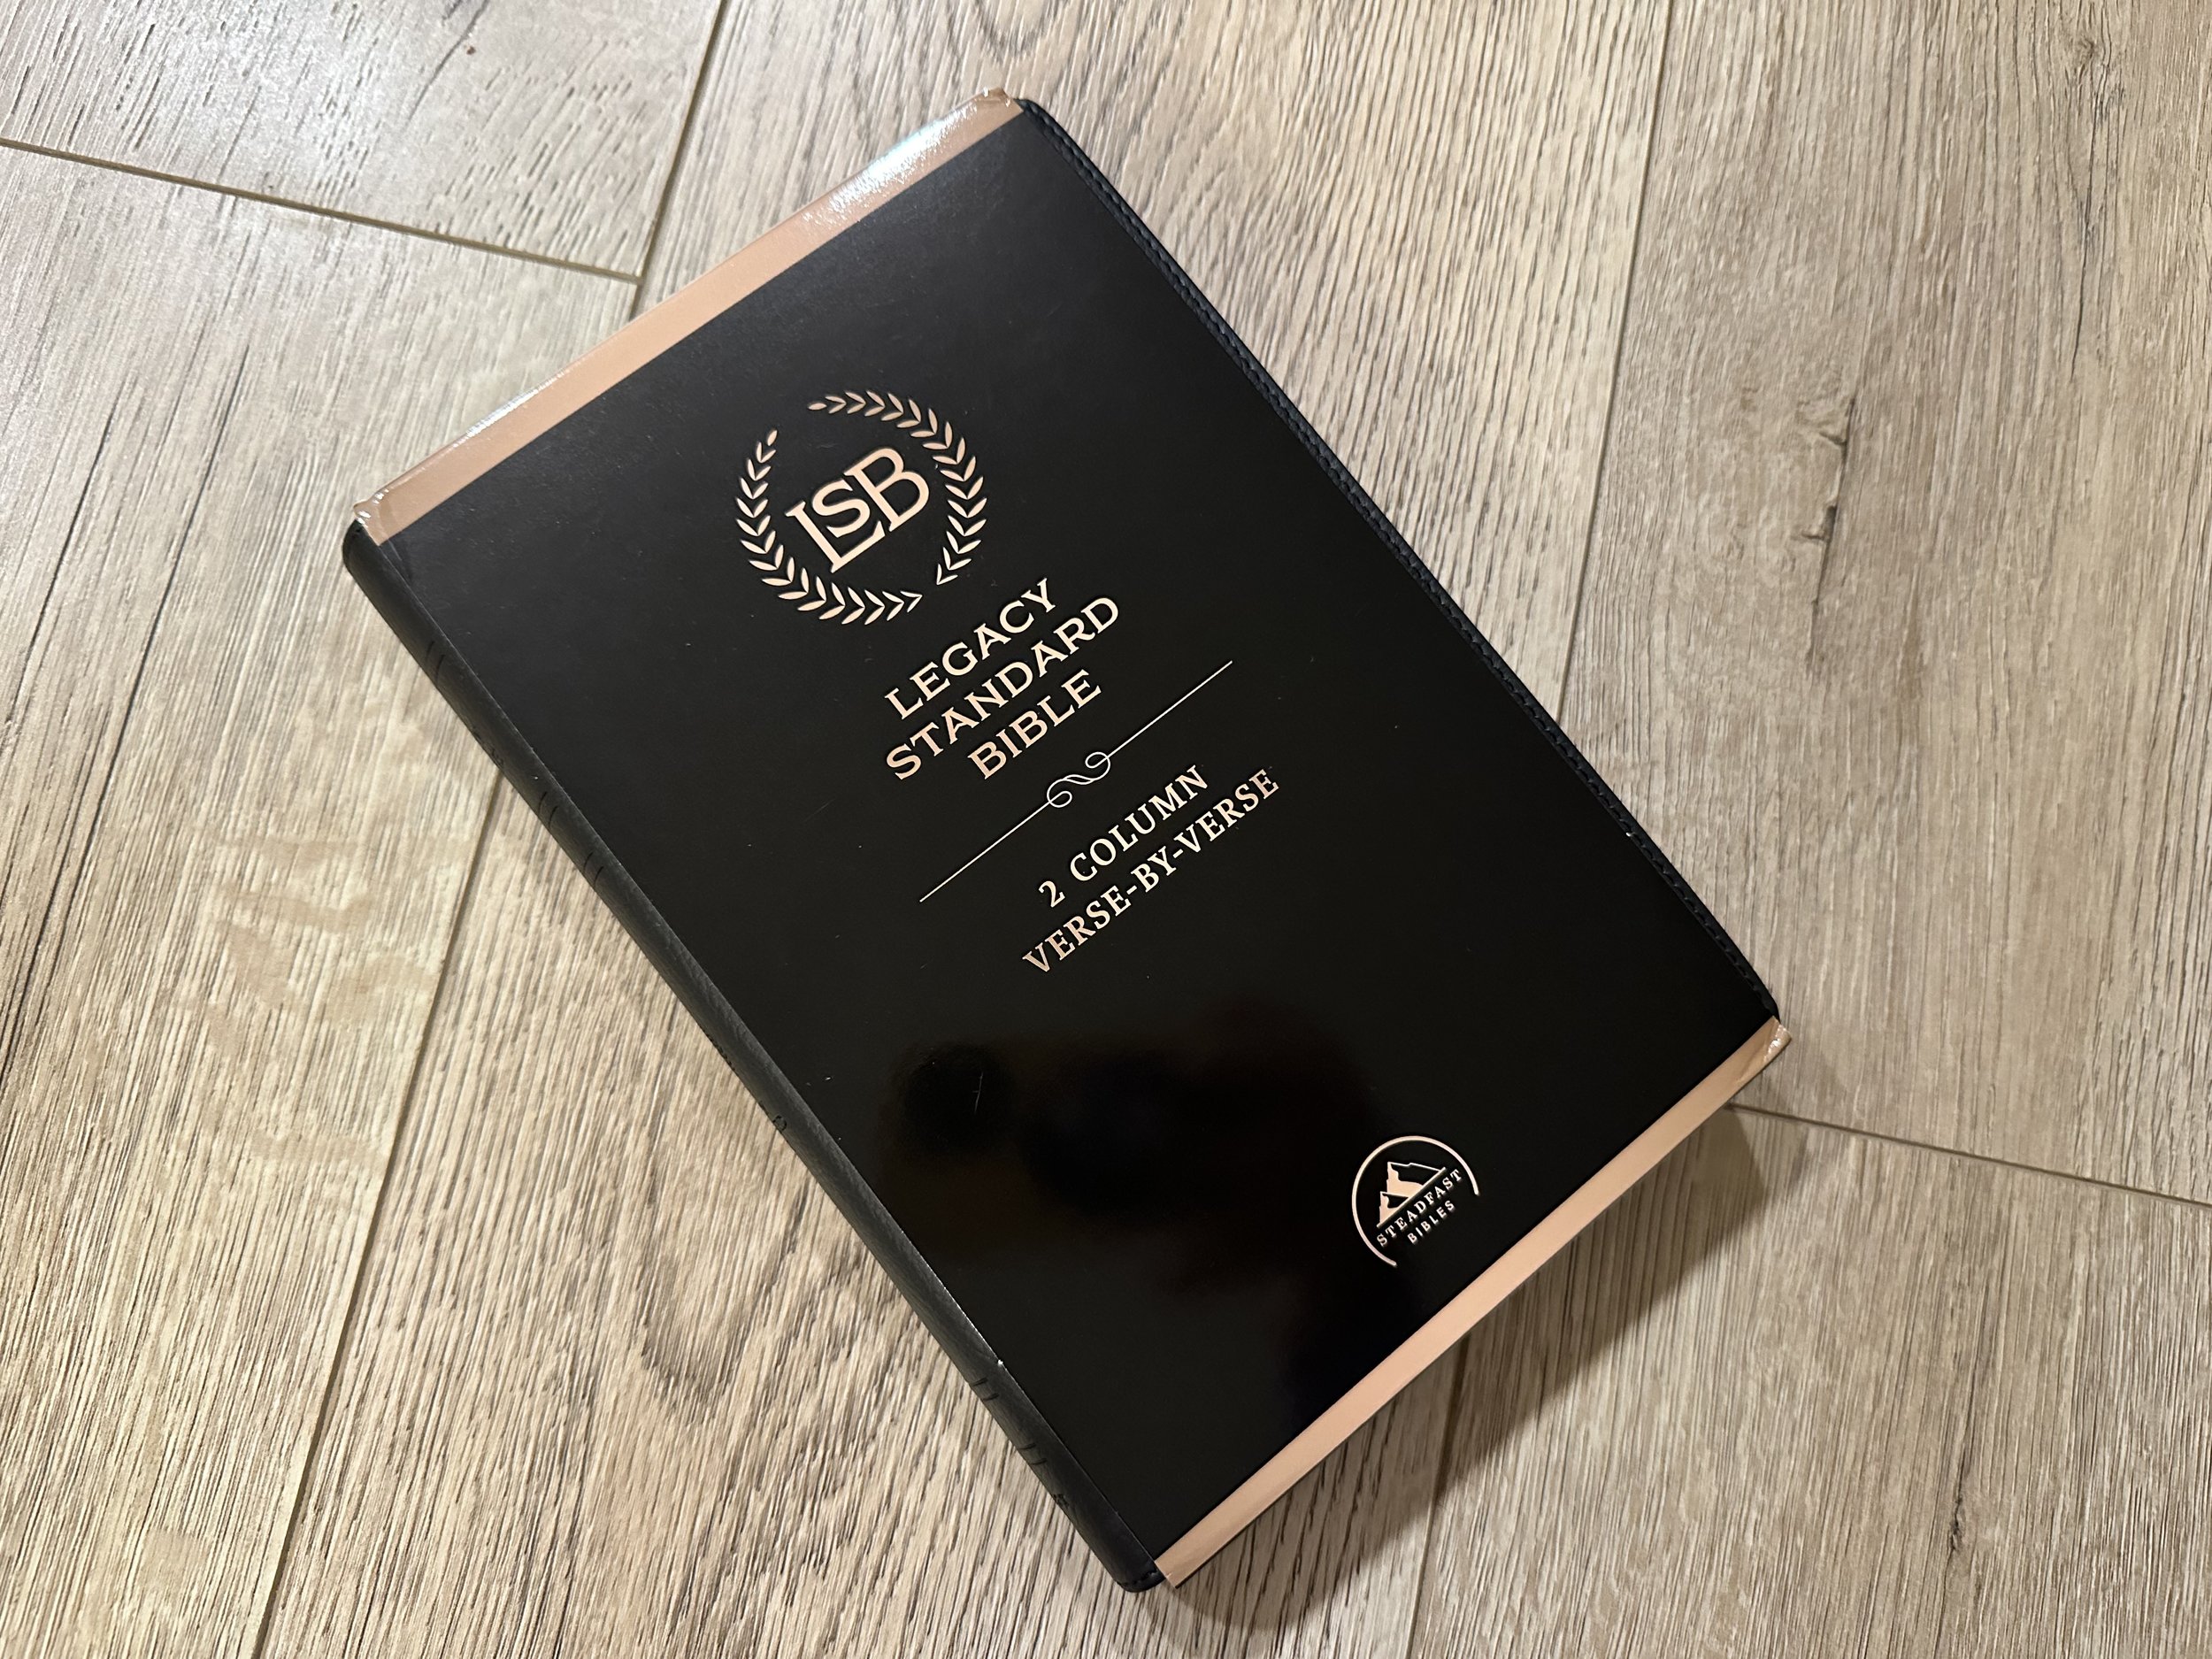 LSB
LEGACY
STANDARD
BIBLE
2 COLUMN
VERSE-BY-VERSE
STEADFAST
BIBLES